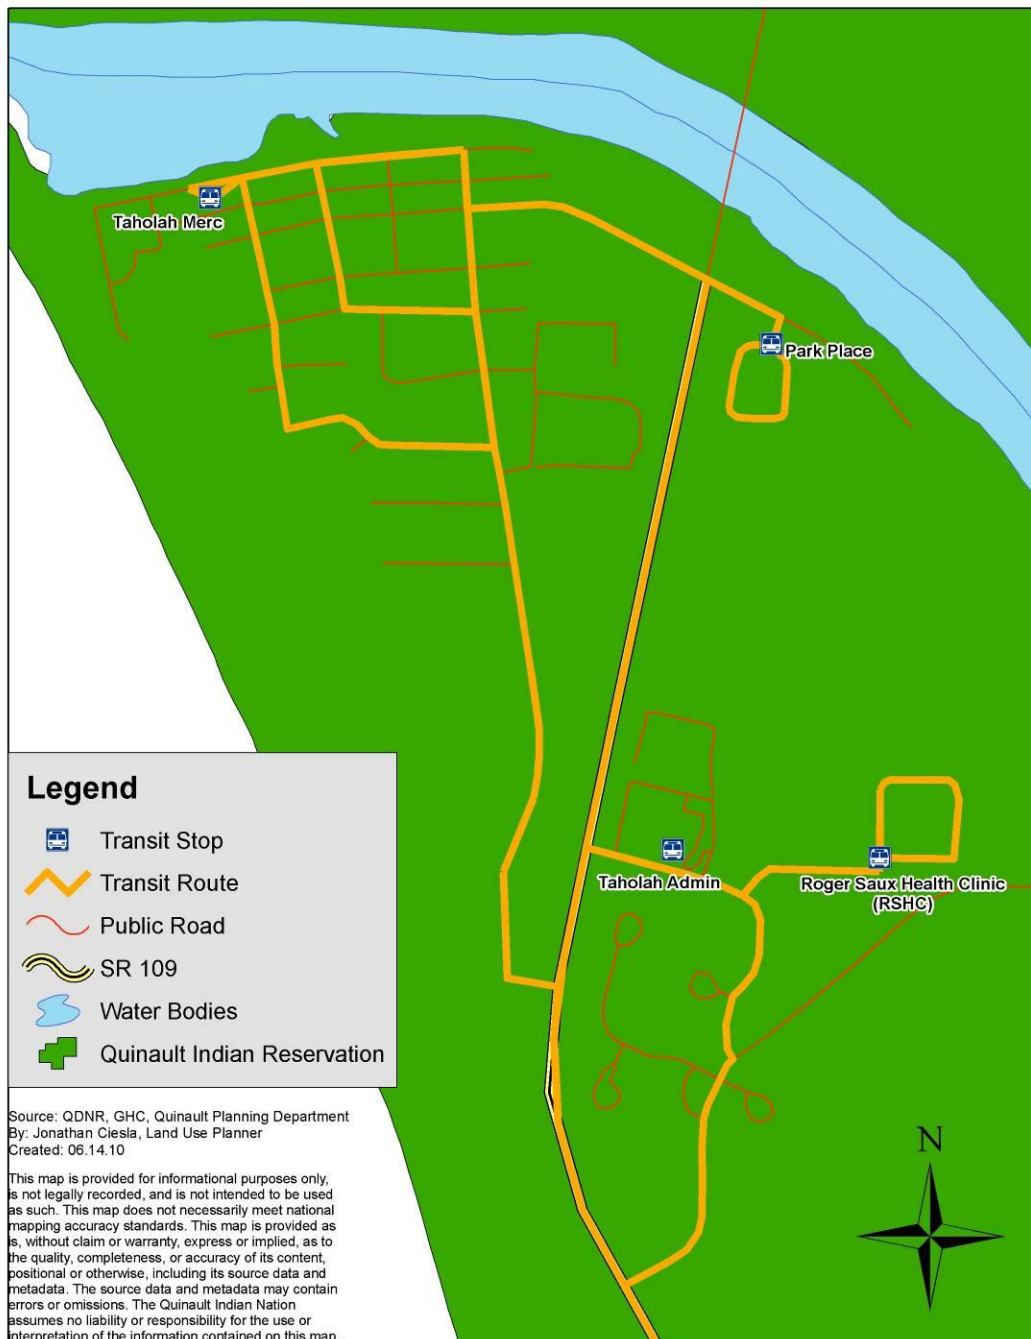 Taholah Merc
Park Place
Taholah Admin
Roger Saux Health Clinic
(RSHC)
Legend
Transit Stop
Transit Route
Public Road
SR 109
Water Bodies
Quinault Indian Reservation
Source: QDNR, GHC, Quinault Planning Department
By: Jonathan Ciesla, Land Use Planner
Created: 06.14.10
This map is provided for informational purposes only,
is not legally recorded, and is not intended to be used
as such. This map does not necessarily meet national
mapping accuracy standards. This map is provided as
is, without claim or warranty, express or implied, as to
the quality, completeness, or accuracy of its content,
positional or otherwise, including its source data and
metadata. The source data and metadata may contain
errors or omissions. The Quinault Indian Nation
assumes no liability or responsibility for the use or
interpretation of the information contained on this map
N